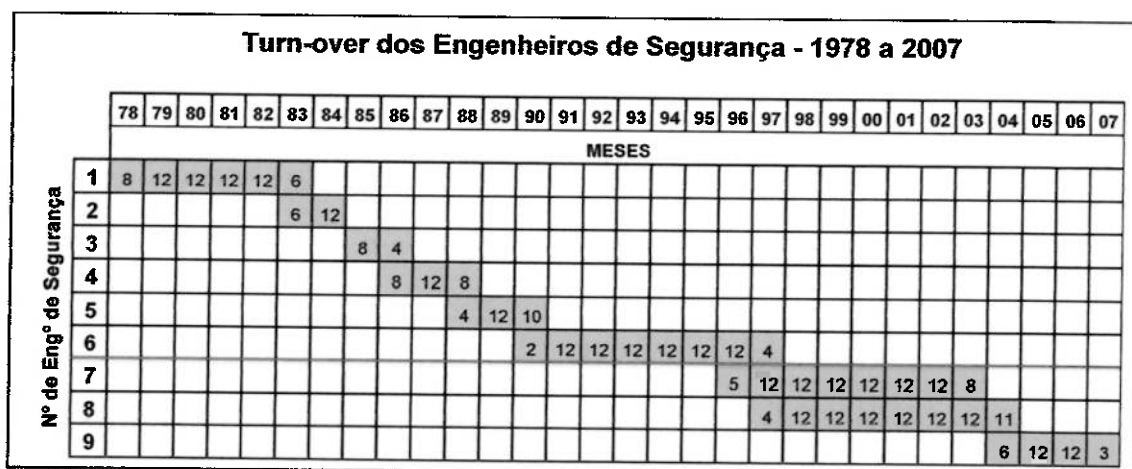 Turn-over dos Engenheiros de Segurança - 1978 a 2007
78 79 80 81 82 83 84 85 86 87 88 89 90 91 92 93 94 95 96 97 98 99 00 01 02 03 04 05 06 07
MESES
Nº de Engº de Segurança
1 8 12 12 12 12 6
2 6 12
3 8 4
4 8 12 8
5 4 12 10
6 2 12 12 12 12 12 12 4
7 5 12 12 12 12 12 12 8
8 4 12 12 12 12 12 12 11
9 6 12 12 3